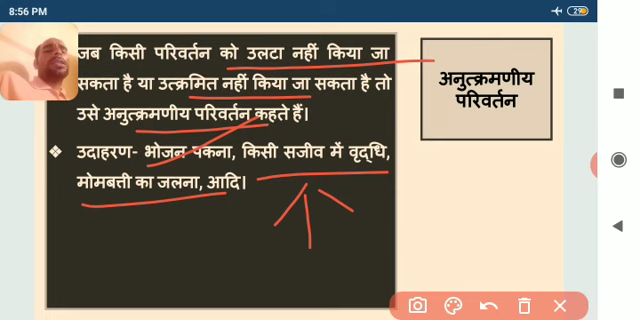 8:56 PM
29
जब किसी परिवर्तन को उलटा नहीं किया जा
सकता है या उत्क्रमित नहीं किया जा सकता है तो
उसे अनुत्क्रमणीय परिवर्तन कहते हैं।
❖ उदाहरण- भोजन पकना, किसी सजीव में वृद्धि,
मोमबत्ती का जलना, आदि।
अनुत्क्रमणीय
परिवर्तन